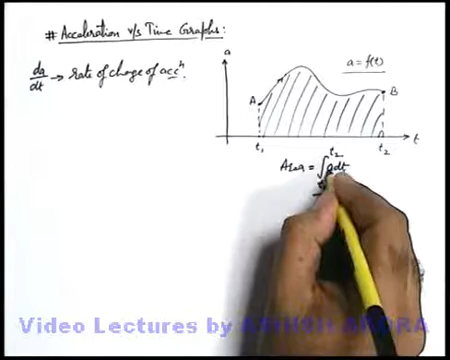 # Acceleration v/s Time Graphs:
da/dt → rate of change of accⁿ.
a
a = f(t)
A
B
t₁
t₂
t
Area = ∫ a dt
t₂
Video Lectures by ASHISH ARORA